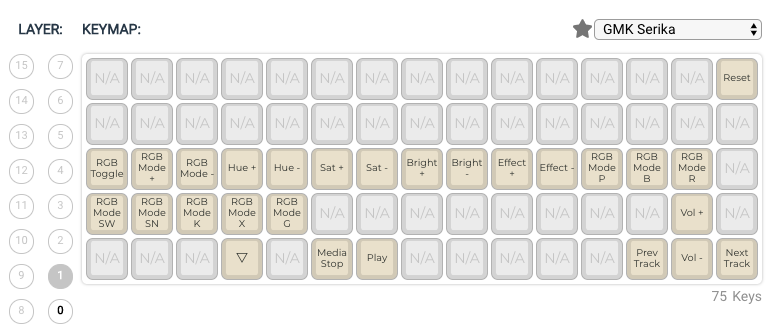 LAYER: KEYMAP: GMK Serika
15 7 N/A N/A N/A N/A N/A N/A N/A N/A N/A N/A N/A N/A N/A N/A Reset
14 6 N/A N/A N/A N/A N/A N/A N/A N/A N/A N/A N/A N/A N/A N/A N/A
13 5
12 4 RGB Toggle RGB Mode + RGB Mode - Hue + Hue - Sat + Sat - Bright + Bright - Effect + Effect - RGB Mode P RGB Mode B RGB Mode R N/A
11 3 RGB Mode SW RGB Mode SN RGB Mode K RGB Mode X RGB Mode G N/A N/A N/A N/A N/A N/A N/A N/A Vol + N/A
10 2 N/A N/A N/A ▽ N/A Media Stop Play N/A N/A N/A N/A N/A Prev Track Vol - Next Track
9 1
75 Keys
8 0